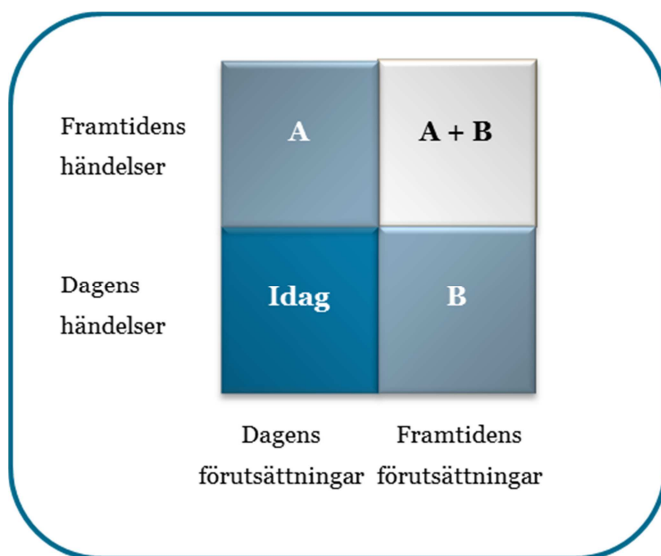 Framtidens
händelser
A
A + B
Dagens
händelser
Idag
B
Dagens
förutsättningar
Framtidens
förutsättningar